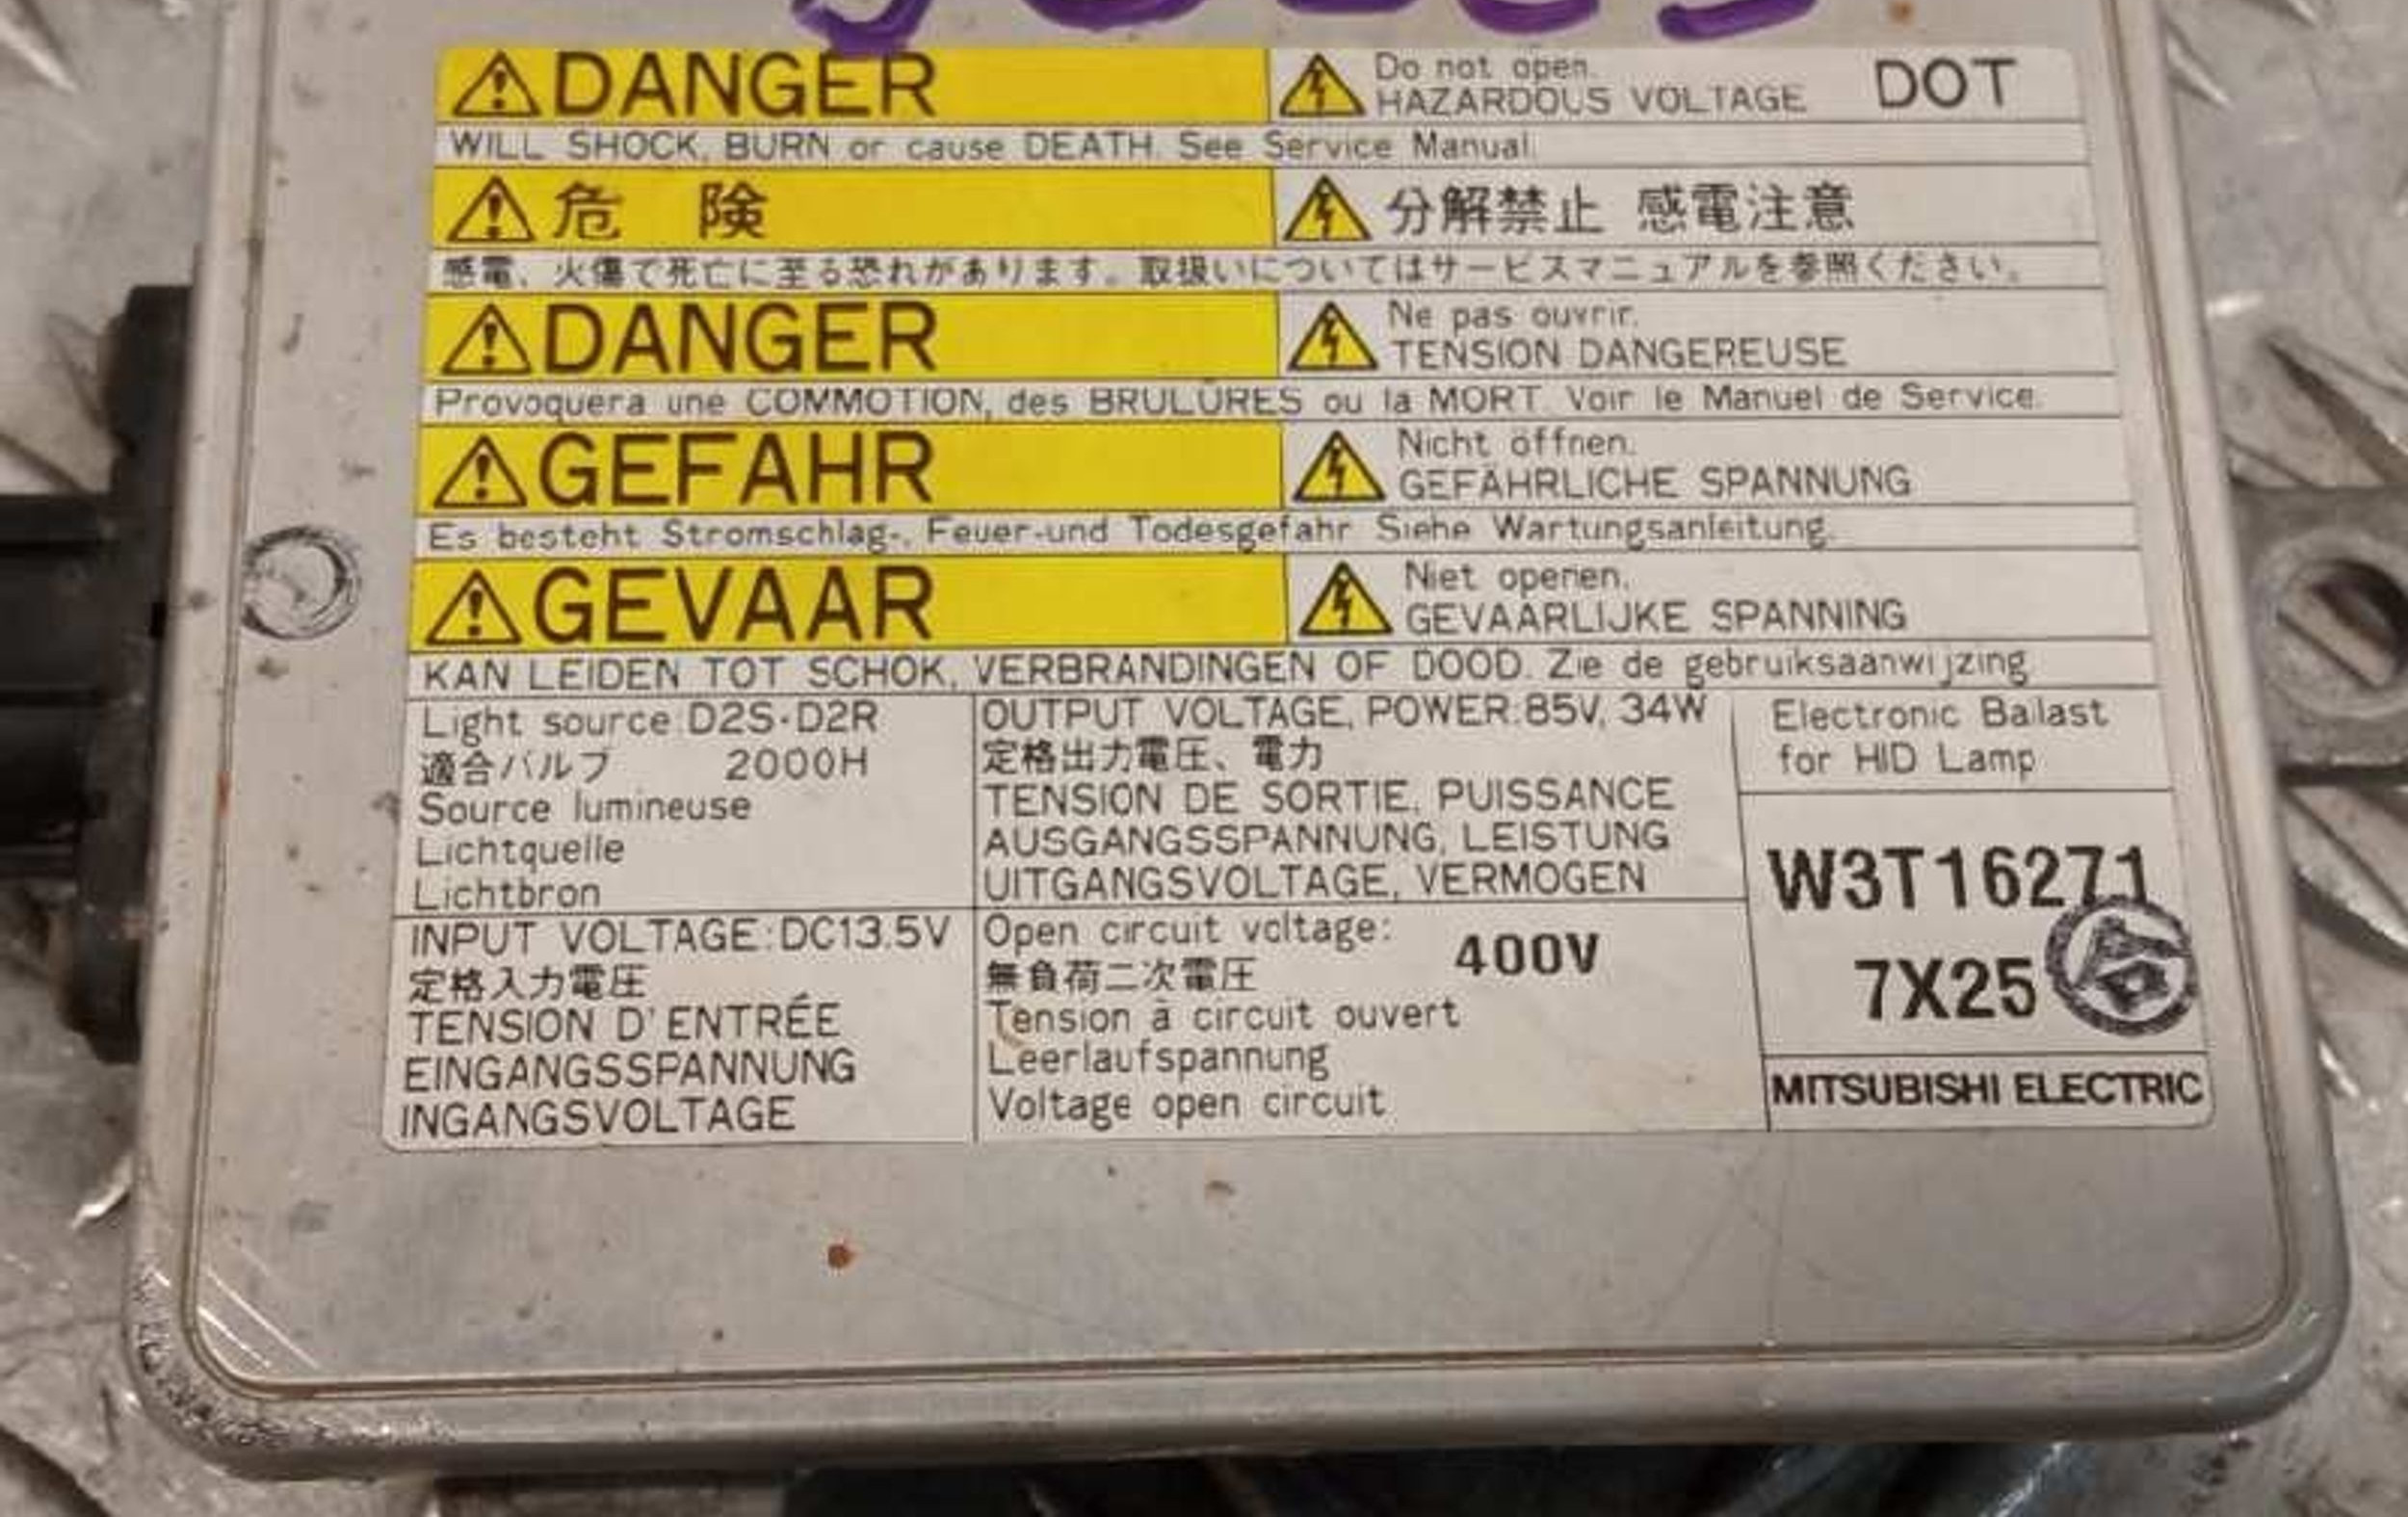 DANGER
Do not open.
HAZARDOUS VOLTAGE
DOT
WILL SHOCK, BURN or cause DEATH. See Service Manual.
危 険
分解禁止 感電注意
感電、火傷で死亡に至る恐れがあります。取扱いについてはサービスマニュアルを参照ください。
DANGER
Ne pas ouvrir.
TENSION DANGEREUSE
Provoquera une COMMOTION, des BRULURES ou la MORT. Voir le Manuel de Service.
GEFAHR
Nicht öffnen.
GEFÄHRLICHE SPANNUNG
Es besteht Stromschlag-, Feuer-und Todesgefahr Siehe Wartungsanleitung.
GEVAAR
Niet openen.
GEVAARLIJKE SPANNING
KAN LEIDEN TOT SCHOK, VERBRANDINGEN OF DOOD. Zie de gebruiksaanwijzing
Light source:D2S·D2R
適合バルブ 2000H
Source lumineuse
Lichtquelle
Lichtbron
OUTPUT VOLTAGE, POWER:85V, 34W
定格出力電圧、電力
TENSION DE SORTIE, PUISSANCE
AUSGANGSSPANNUNG, LEISTUNG
UITGANGSVOLTAGE, VERMOGEN
Electronic Ballast
for HID Lamp
INPUT VOLTAGE:DC13.5V
定格入力電圧
TENSION D'ENTRÉE
EINGANGSSPANNUNG
INGANGSVOLTAGE
Open circuit voltage: 400V
無負荷二次電圧
Tension à circuit ouvert
Leerlaufspannung
Voltage open circuit
W3T16271
7X25
MITSUBISHI ELECTRIC